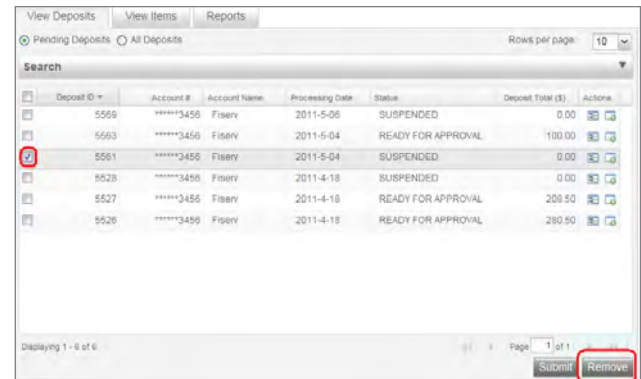 View Deposits View Items Reports
Pending Deposits All Deposits Rows per page: 10
Search
Deposit ID Account # Account Name Processing Date Status Deposit Total ($) Actions
5569 ******3456 Fiserv 2011-5-06 SUSPENDED 0.00
5563 ******3456 Fiserv 2011-5-04 READY FOR APPROVAL 100.00
5561 ******3456 Fiserv 2011-5-04 SUSPENDED 0.00
5528 ******3456 Fiserv 2011-4-18 SUSPENDED 0.00
5527 ******3456 Fiserv 2011-4-18 READY FOR APPROVAL 208.50
5526 ******3456 Fiserv 2011-4-18 READY FOR APPROVAL 280.50
Displaying 1 - 6 of 6 Page 1 of 1
Submit Remove